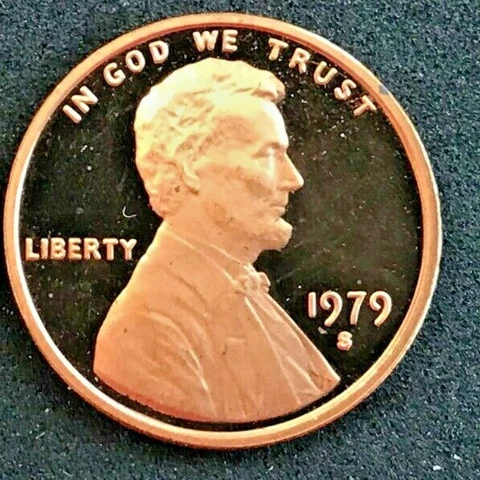 IN GOD WE TRUST
LIBERTY
1979
S